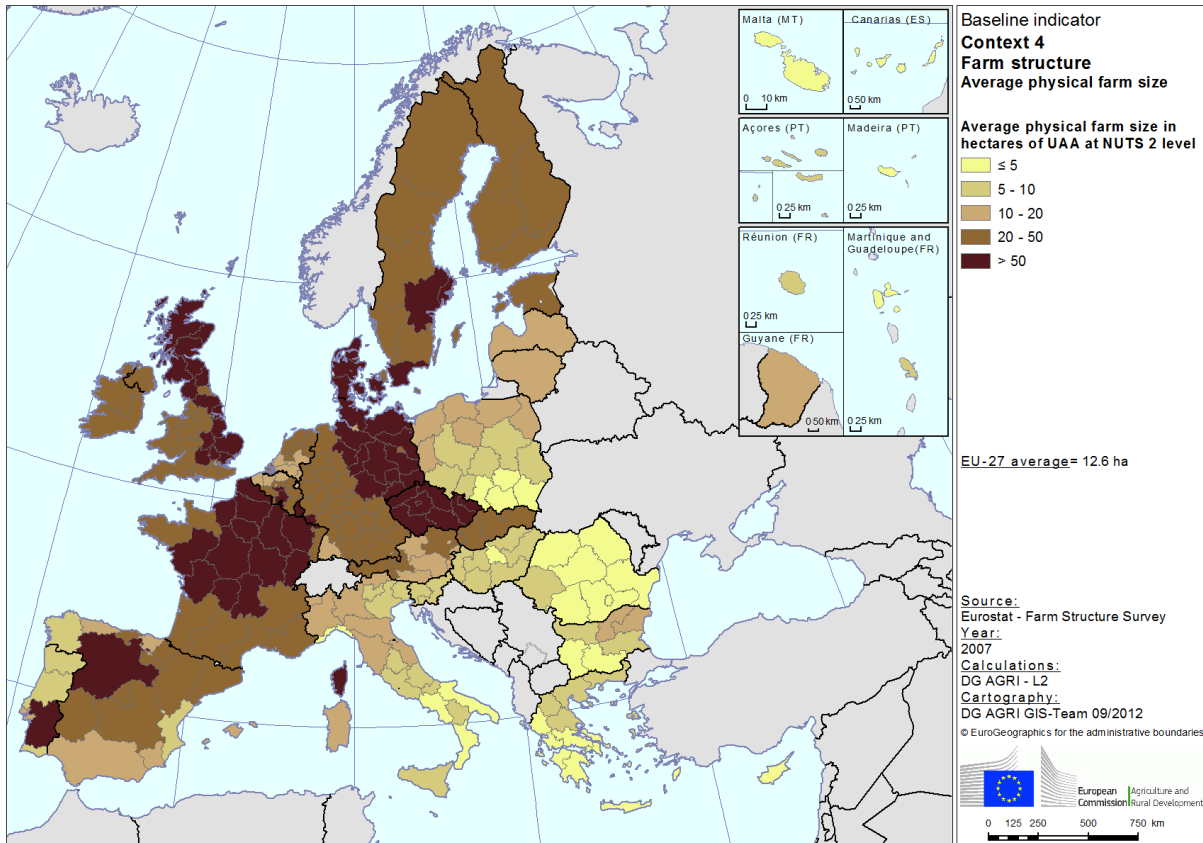 Malta (MT)
0 10 km
Canarias (ES)
0 50 km
Açores (PT)
0 25 km
Madeira (PT)
0 25 km
Réunion (FR)
0 25 km
Martinique and
Guadeloupe(FR)
0 25 km
Guyane (FR)
0 50 km
Baseline indicator
Context 4
Farm structure
Average physical farm size
Average physical farm size in
hectares of UAA at NUTS 2 level
≤ 5
5 - 10
10 - 20
20 - 50
> 50
EU-27 average= 12.6 ha
Source:
Eurostat - Farm Structure Survey
Year:
2007
Calculations:
DG AGRI - L2
Cartography:
DG AGRI GIS-Team 09/2012
© EuroGeographics for the administrative boundaries
European
Commission
Agriculture and
Rural Development
0 125 250 500 750 km